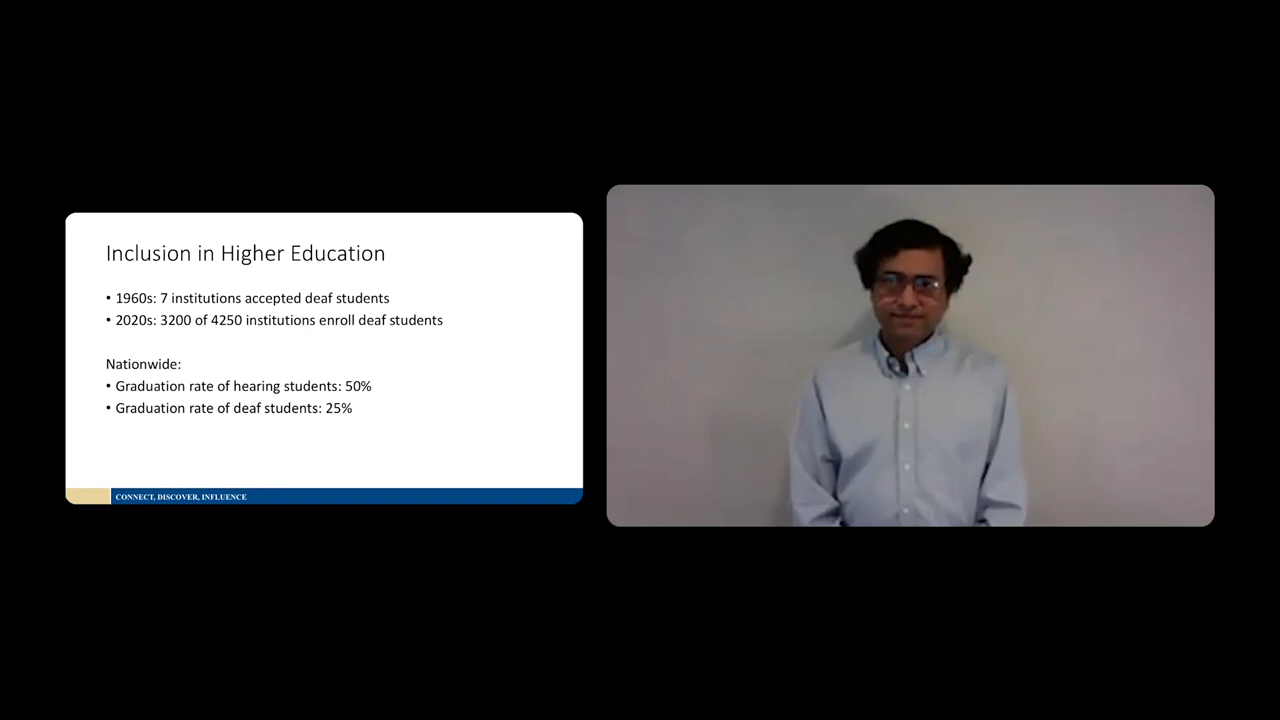 Inclusion in Higher Education
• 1960s: 7 institutions accepted deaf students
• 2020s: 3200 of 4250 institutions enroll deaf students
Nationwide:
• Graduation rate of hearing students: 50%
• Graduation rate of deaf students: 25%
CONNECT, DISCOVER, INFLUENCE